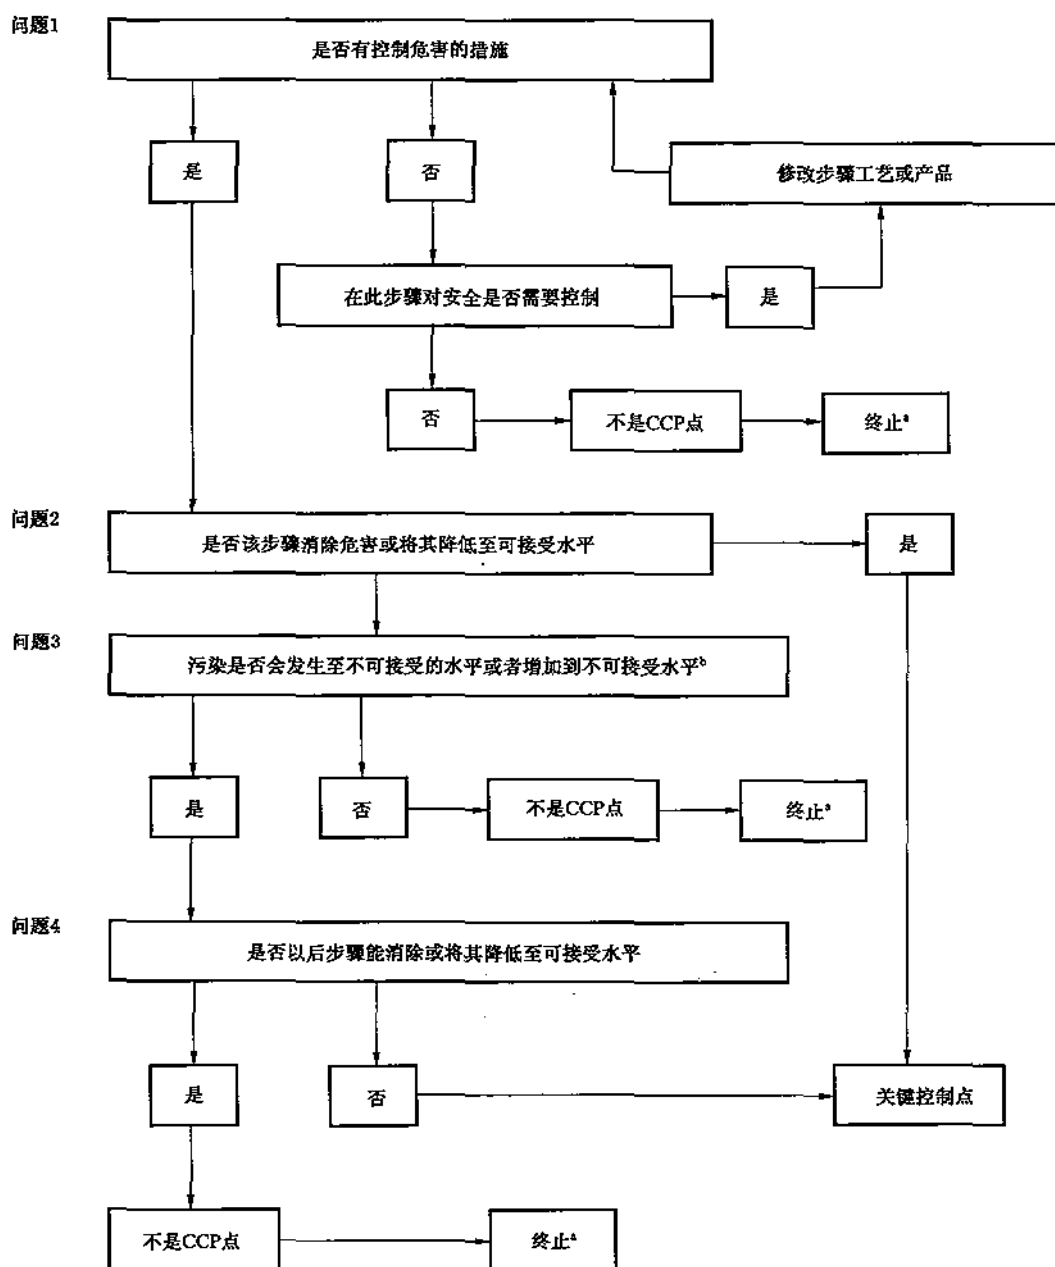 问题1
是否有控制危害的措施
是
否
修改步骤工艺或产品
在此步骤对安全是否需要控制
是
否
不是CCP点
终止ᵃ
问题2
是否该步骤消除危害或将其降低至可接受水平
是
问题3
污染是否会发生至不可接受的水平或者增加到不可接受水平ᵇ
是
否
不是CCP点
终止ᵃ
问题4
是否以后步骤能消除或将其降低至可接受水平
是
否
关键控制点
不是CCP点
终止ᵃ